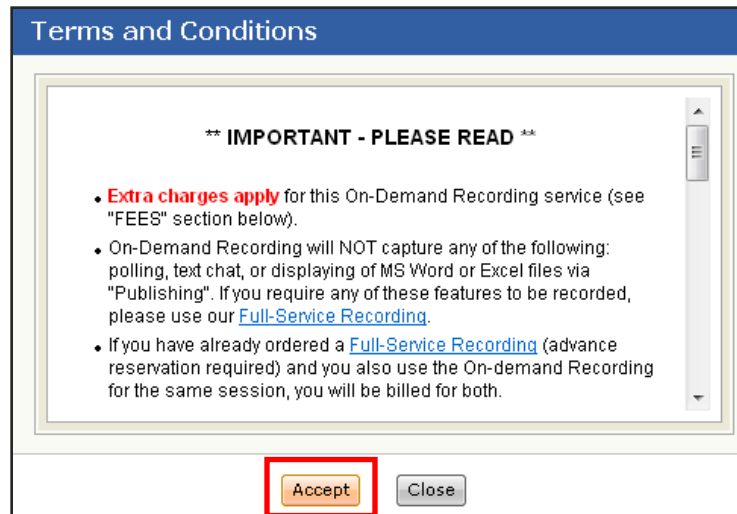 Terms and Conditions
** IMPORTANT - PLEASE READ **
• Extra charges apply for this On-Demand Recording service (see
"FEES" section below).
• On-Demand Recording will NOT capture any of the following:
polling, text chat, or displaying of MS Word or Excel files via
"Publishing". If you require any of these features to be recorded,
please use our Full-Service Recording.
• If you have already ordered a Full-Service Recording (advance
reservation required) and you also use the On-demand Recording
for the same session, you will be billed for both.
Accept Close